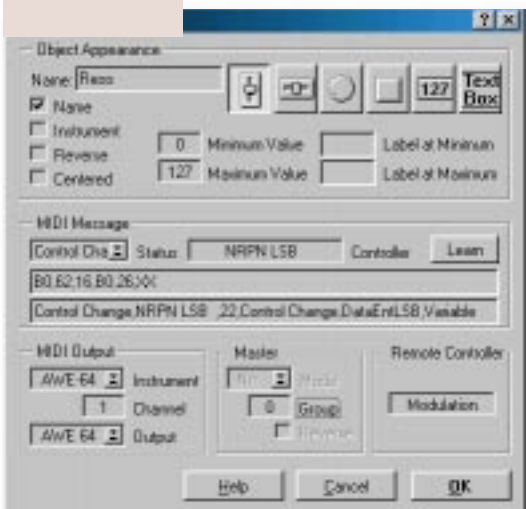 ? ×
Object Appearance
Name: Reso
Name
Instrument
Reverse
Centered
127 Text Box
0 Minimum Value Label at Minimum
127 Maximum Value Label at Maximum
MIDI Message
Control Cha Status NRPN LSB Controller Learn
B0,62,16,B0,26,XX
Control Change,NRPN LSB ,22,Control Change,DataEntLSB,Variable
MIDI Output
AWE 64 Instrument
1 Channel
AWE 64 Output
Master
Mode
0 Group
Reverse
Remote Controller
Modulation
Help Cancel OK